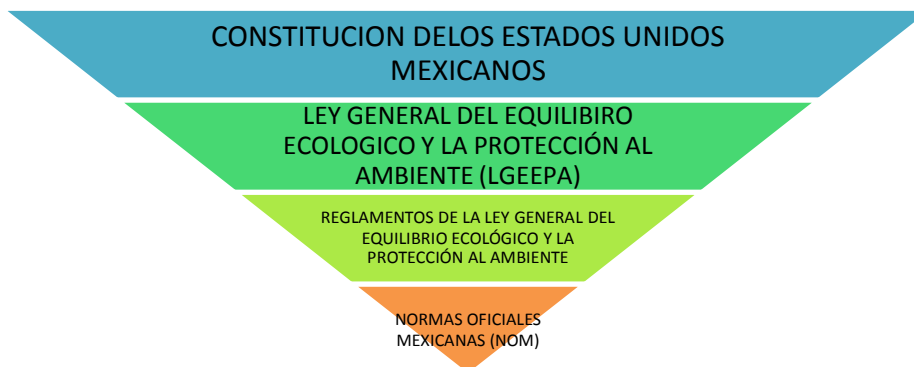 CONSTITUCION DELOS ESTADOS UNIDOS
MEXICANOS
LEY GENERAL DEL EQUILIBIRO
ECOLOGICO Y LA PROTECCIÓN AL
AMBIENTE (LGEEPA)
REGLAMENTOS DE LA LEY GENERAL DEL
EQUILIBRIO ECOLÓGICO Y LA
PROTECCIÓN AL AMBIENTE
NORMAS OFICIALES
MEXICANAS (NOM)